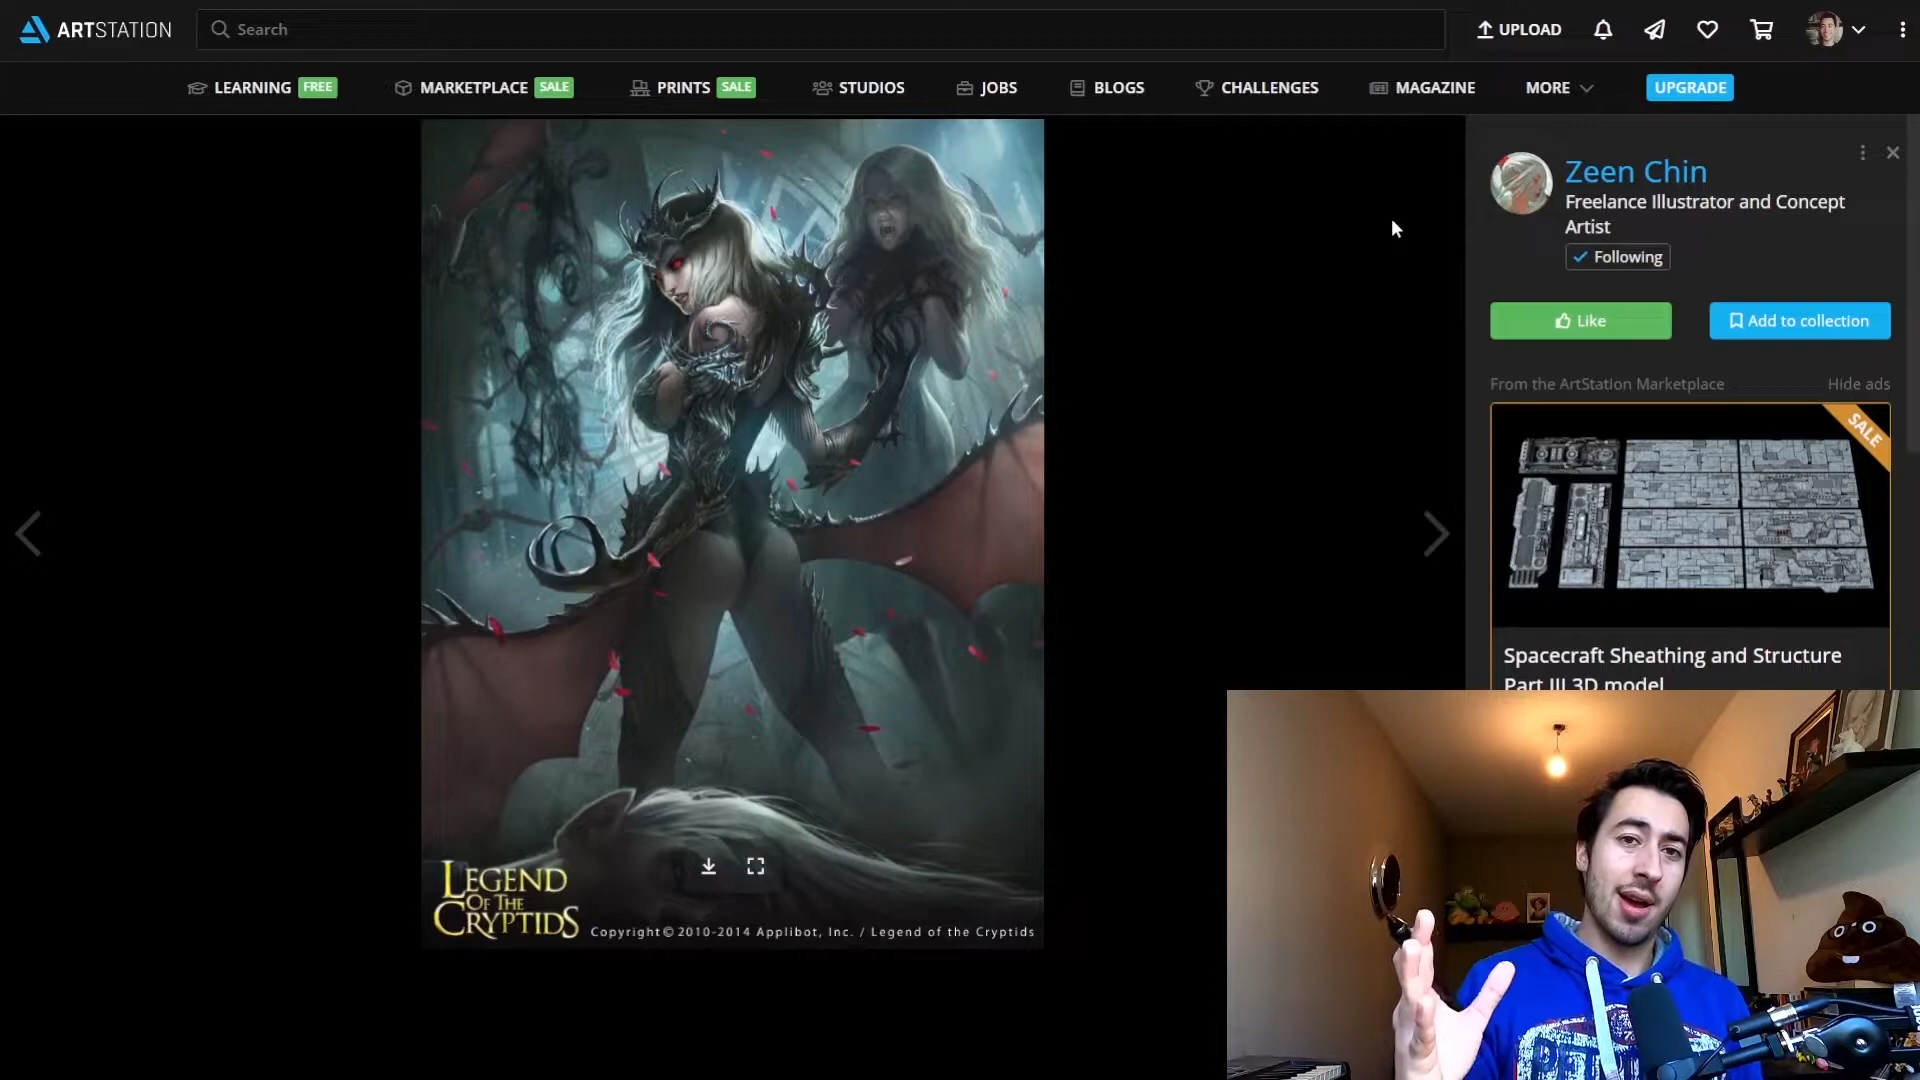 ARTSTATION
Search
UPLOAD
LEARNING FREE
MARKETPLACE SALE
PRINTS SALE
STUDIOS
JOBS
BLOGS
CHALLENGES
MAGAZINE
MORE
UPGRADE
Zeen Chin
Freelance Illustrator and Concept
Artist
Following
Like
Add to collection
From the ArtStation Marketplace
Hide ads
SALE
Spacecraft Sheathing and Structure
Part III 3D model
LEGEND
OF THE
CRYPTIDS
Copyright©2010-2014 Applibot, Inc. / Legend of the Cryptids